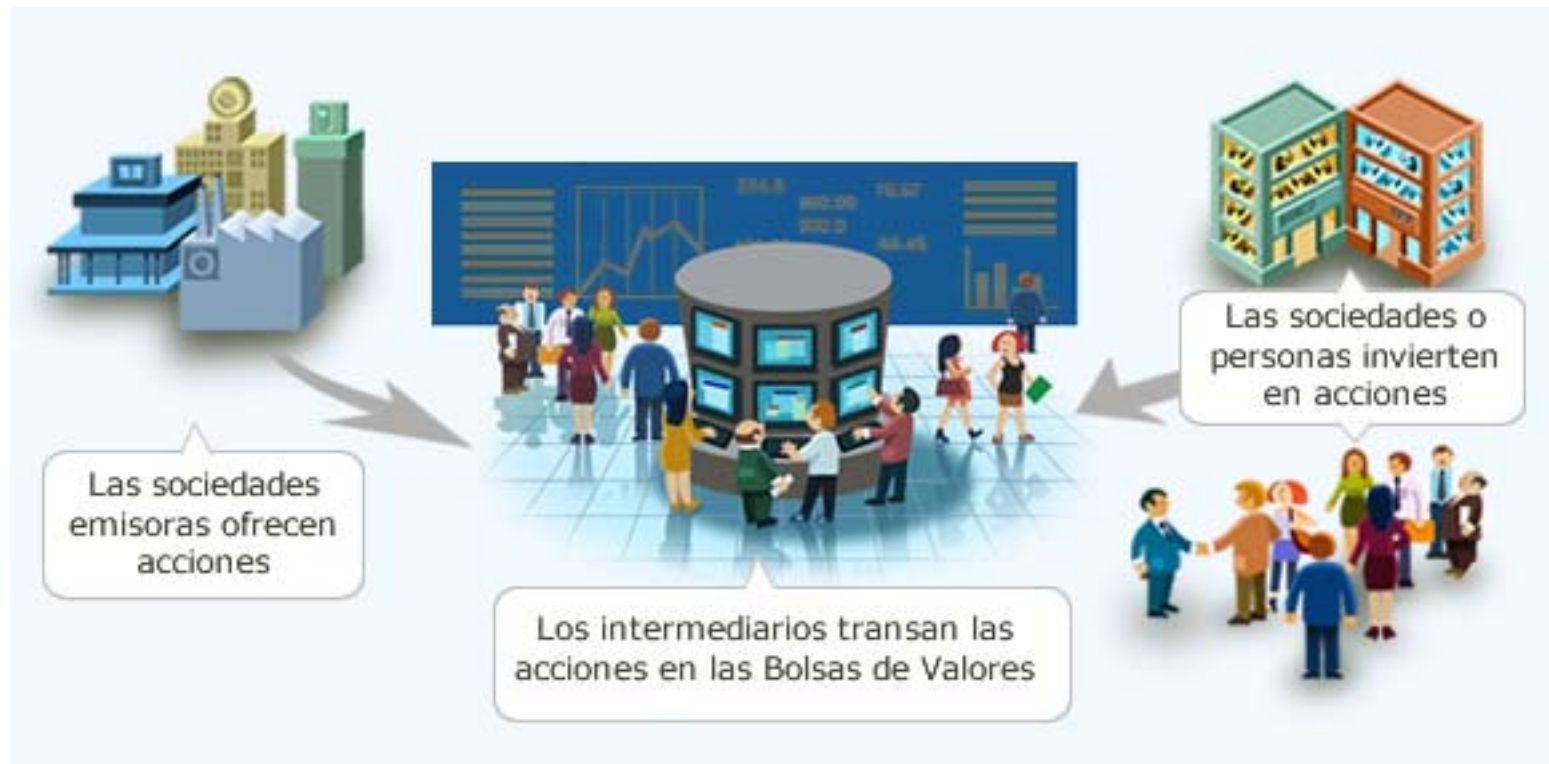 Las sociedades
emisoras ofrecen
acciones
Los intermediarios transan las
acciones en las Bolsas de Valores
Las sociedades o
personas invierten
en acciones